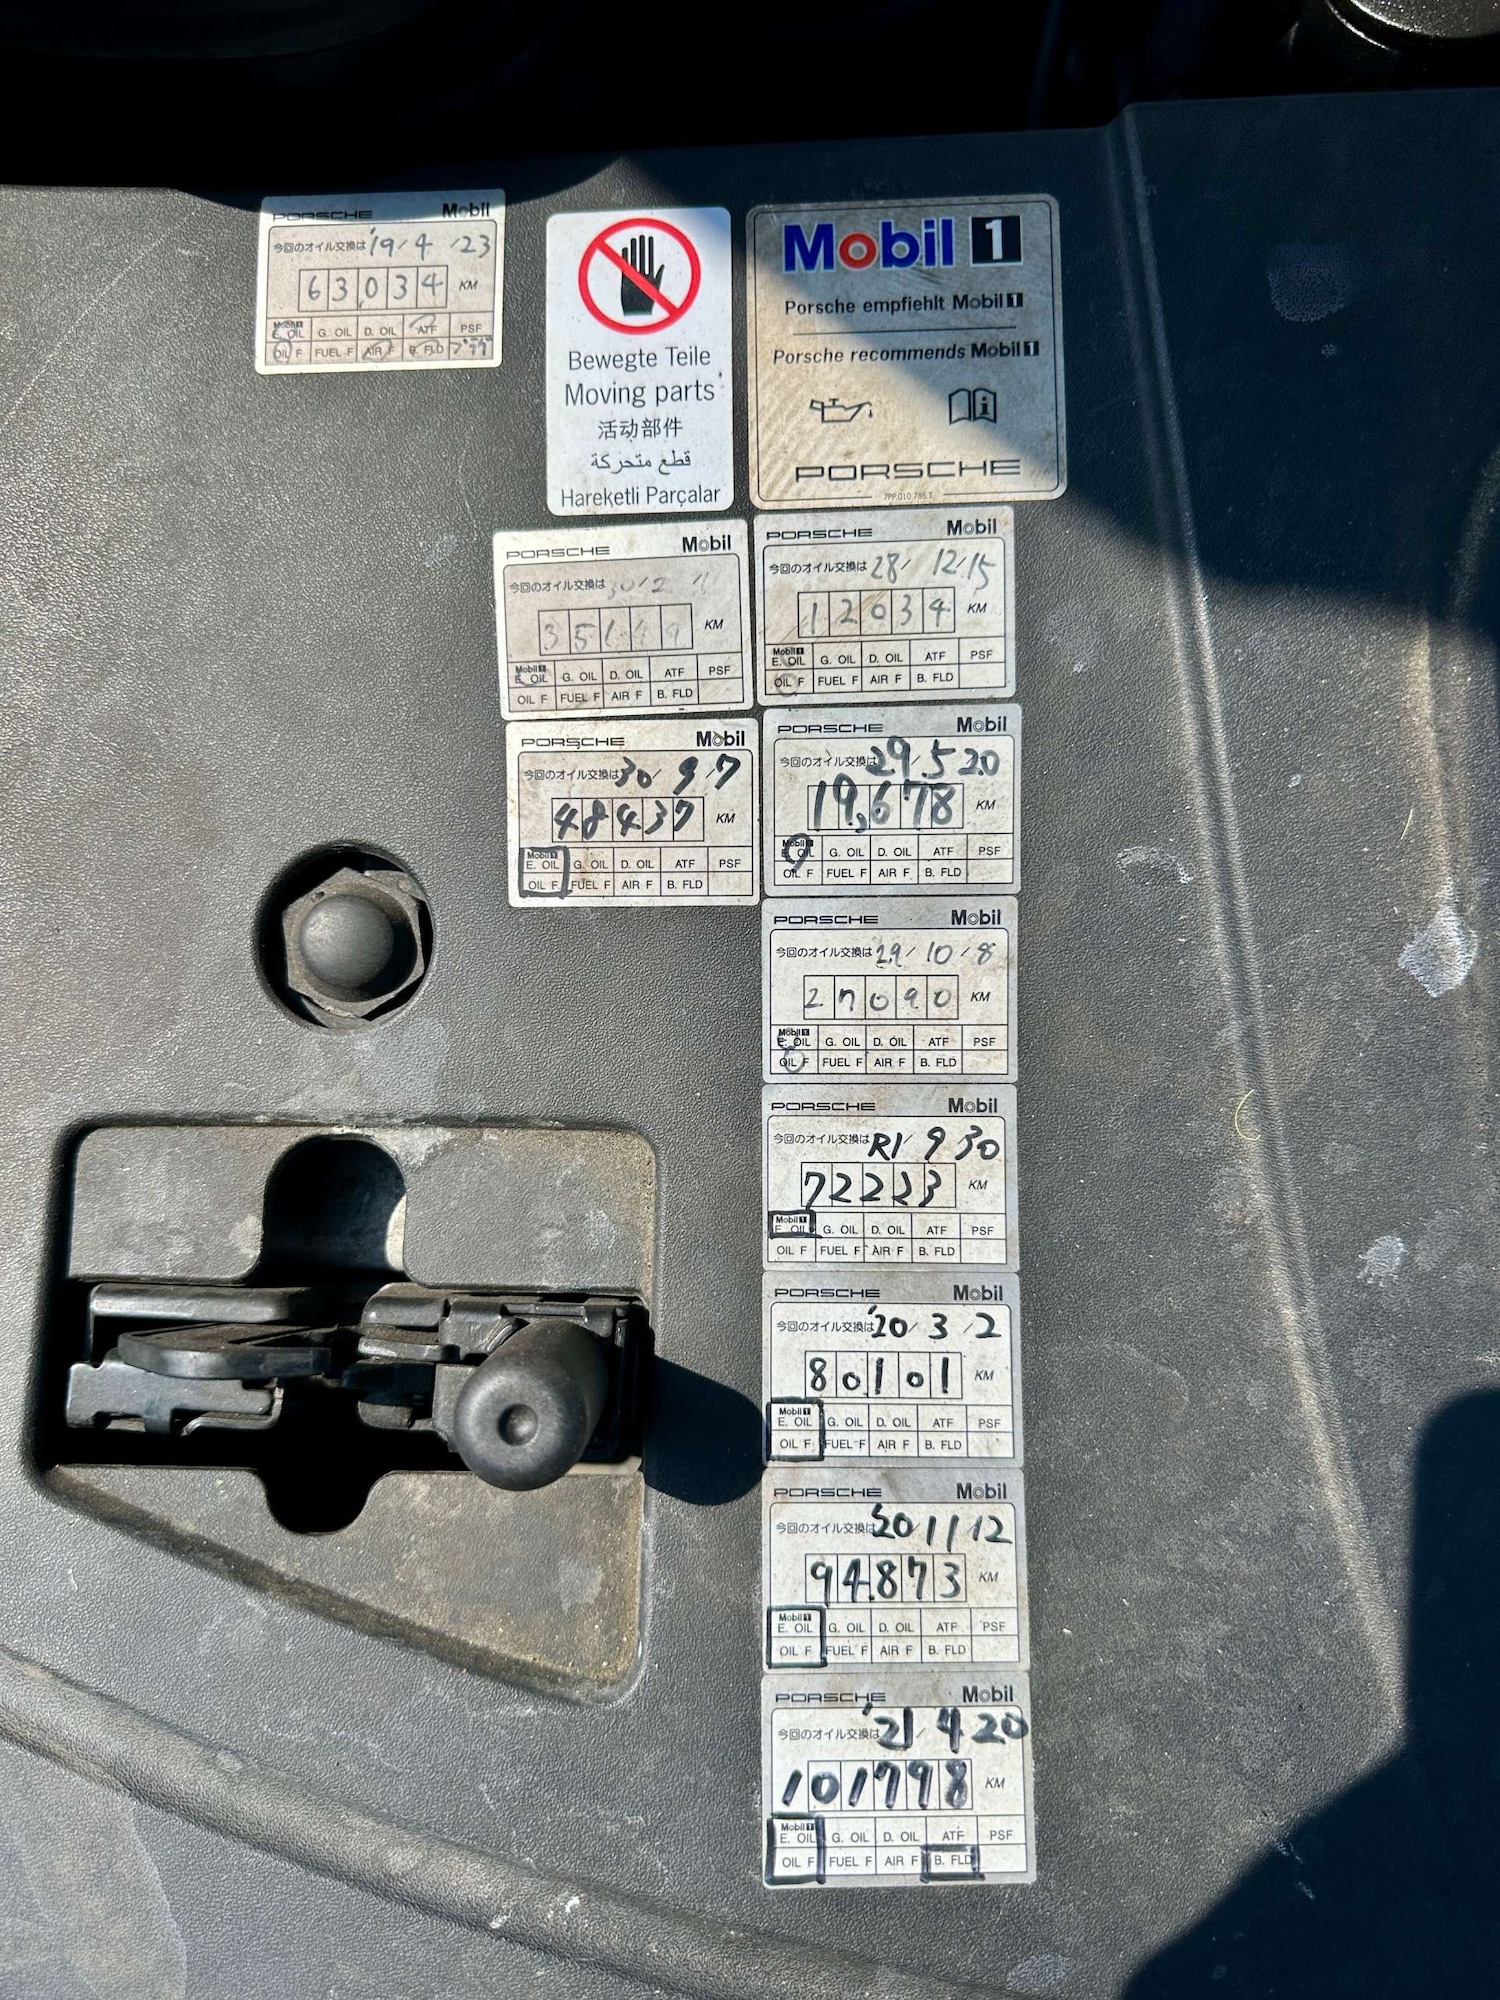 PORSCHE Mobil
今回のオイル交換は '19/4/23
63,034 KM
Mobil 1
E. OIL G. OIL D. OIL ATF PSF
OIL F FUEL F AIR F B. FLD
Bewegte Teile
Moving parts
活动部件
قطع متحركة
Hareketli Parçalar
Mobil 1
Porsche empfiehlt Mobil 1
Porsche recommends Mobil 1
PORSCHE
7PP.010.786.T
PORSCHE Mobil
今回のオイル交換は
KM
Mobil 1
E. OIL G. OIL D. OIL ATF PSF
OIL F FUEL F AIR F B. FLD
PORSCHE Mobil
今回のオイル交換は 30/9/7
48437 KM
Mobil 1
E. OIL G. OIL D. OIL ATF PSF
OIL F FUEL F AIR F B. FLD
PORSCHE Mobil
今回のオイル交換は 28/12/15
12034 KM
Mobil 1
E. OIL G. OIL D. OIL ATF PSF
OIL F FUEL F AIR F B. FLD
PORSCHE Mobil
今回のオイル交換は 29.5.20
19,678 KM
Mobil 1
E. OIL G. OIL D. OIL ATF PSF
OIL F FUEL F AIR F B. FLD
PORSCHE Mobil
今回のオイル交換は 29/10/8
27090 KM
Mobil 1
E. OIL G. OIL D. OIL ATF PSF
OIL F FUEL F AIR F B. FLD
PORSCHE Mobil
今回のオイル交換は R1/9 30
72223 KM
Mobil 1
E. OIL G. OIL D. OIL ATF PSF
OIL F FUEL F AIR F B. FLD
PORSCHE Mobil
今回のオイル交換は '20/3/2
80.101 KM
Mobil 1
E. OIL G. OIL D. OIL ATF PSF
OIL F FUEL F AIR F B. FLD
PORSCHE Mobil
今回のオイル交換は '20/11/12
94.873 KM
Mobil 1
E. OIL G. OIL D. OIL ATF PSF
OIL F FUEL F AIR F B. FLD
PORSCHE Mobil
今回のオイル交換は '21/4.20
101798 KM
Mobil 1
E. OIL G. OIL D. OIL ATF PSF
OIL F FUEL F AIR F B. FLD